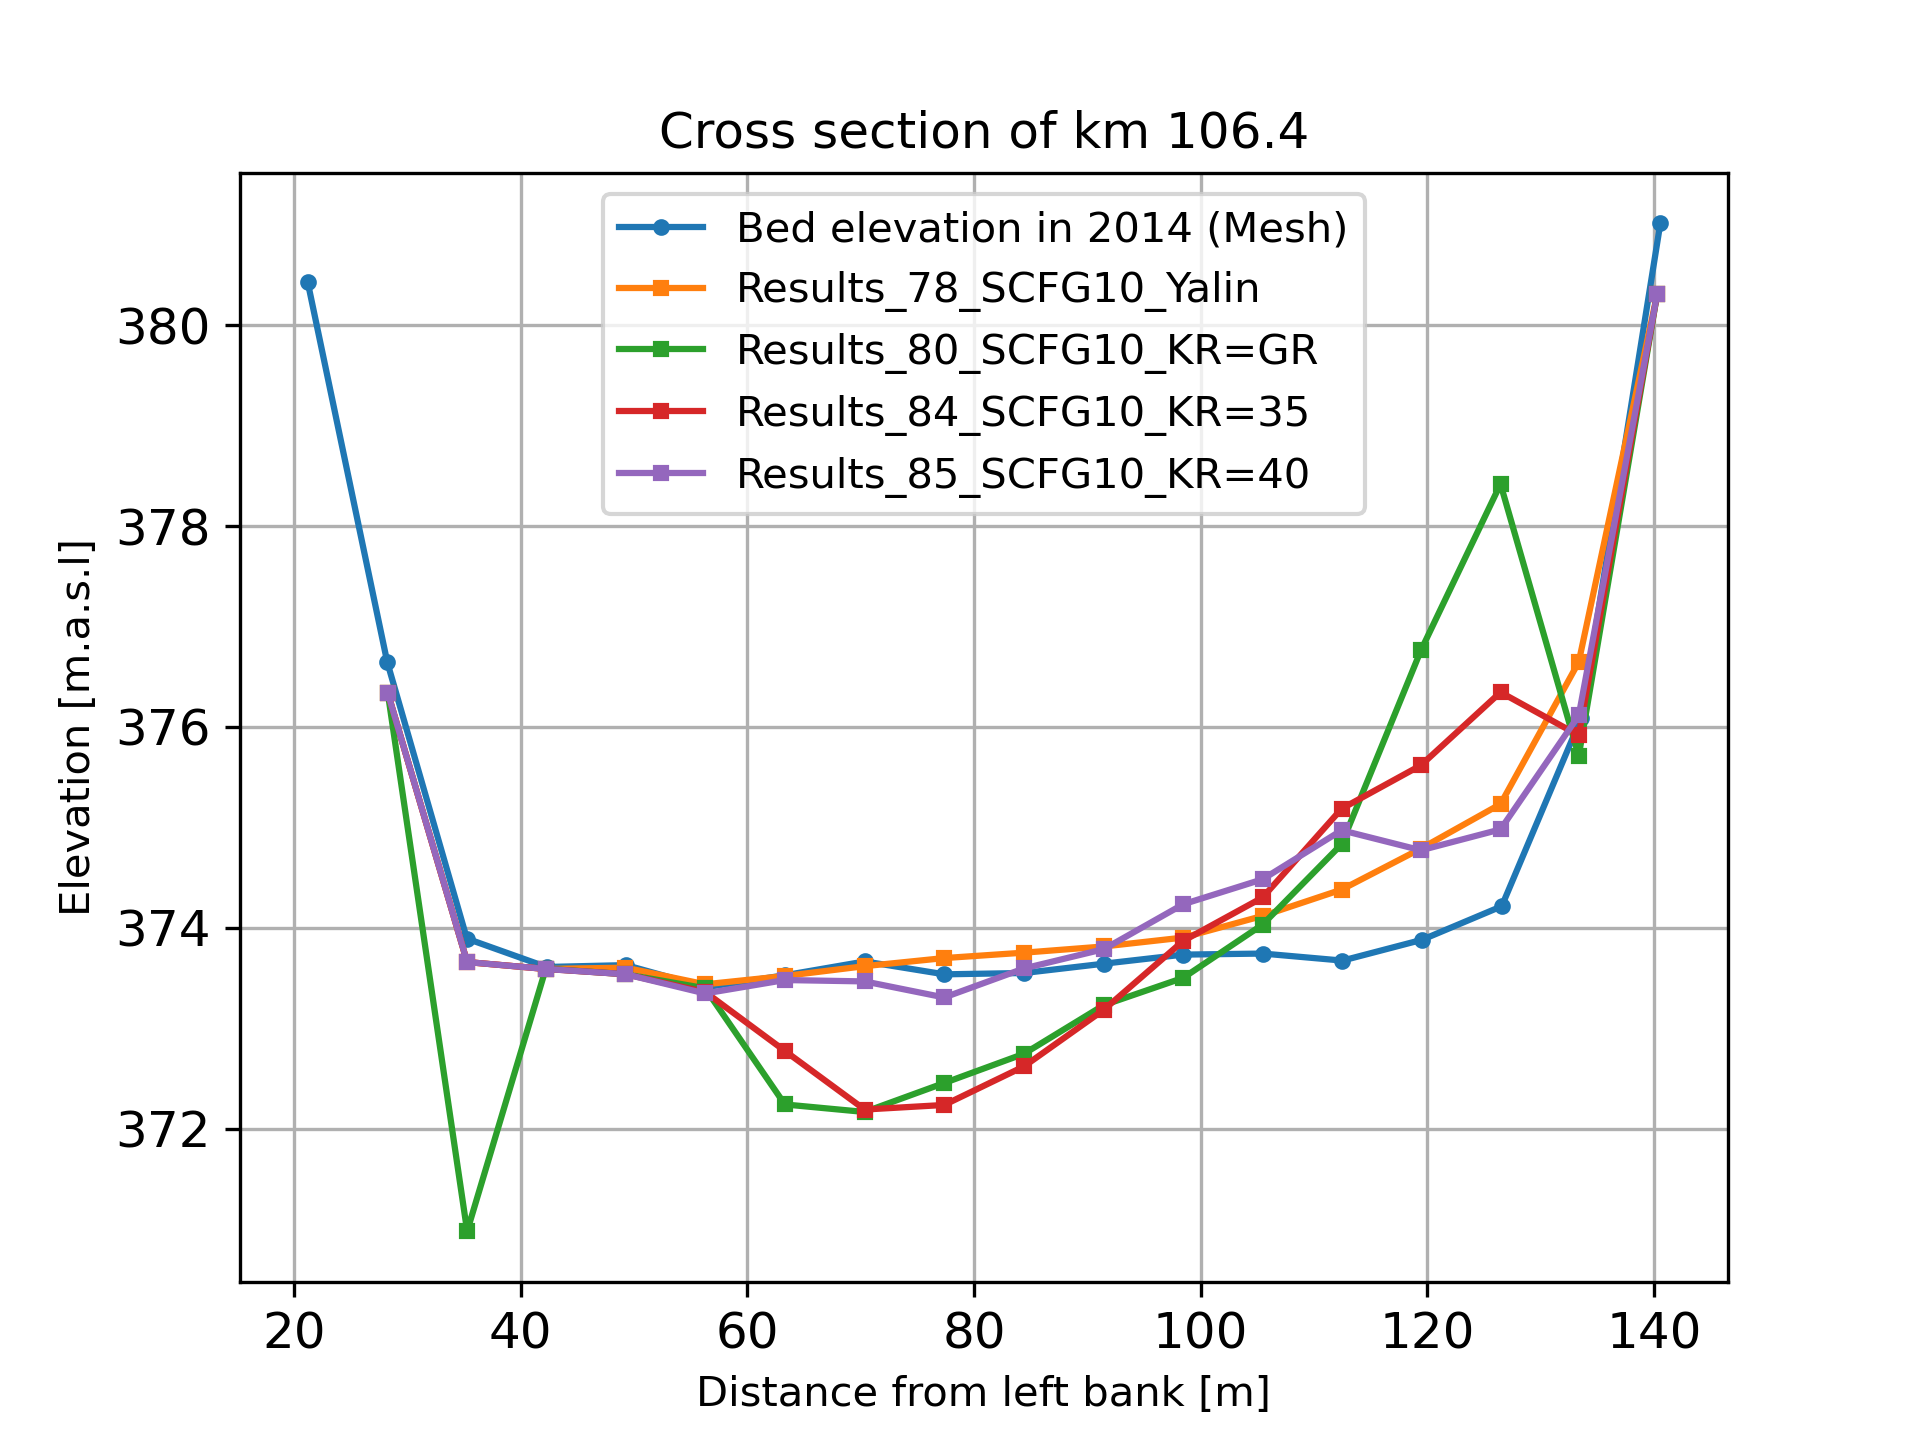 Cross section of km 106.4
Bed elevation in 2014 (Mesh)
Results_78_SCFG10_Yalin
Results_80_SCFG10_KR=GR
Results_84_SCFG10_KR=35
Results_85_SCFG10_KR=40
Elevation [m.a.s.l]
380
378
376
374
372
20 40 60 80 100 120 140
Distance from left bank [m]